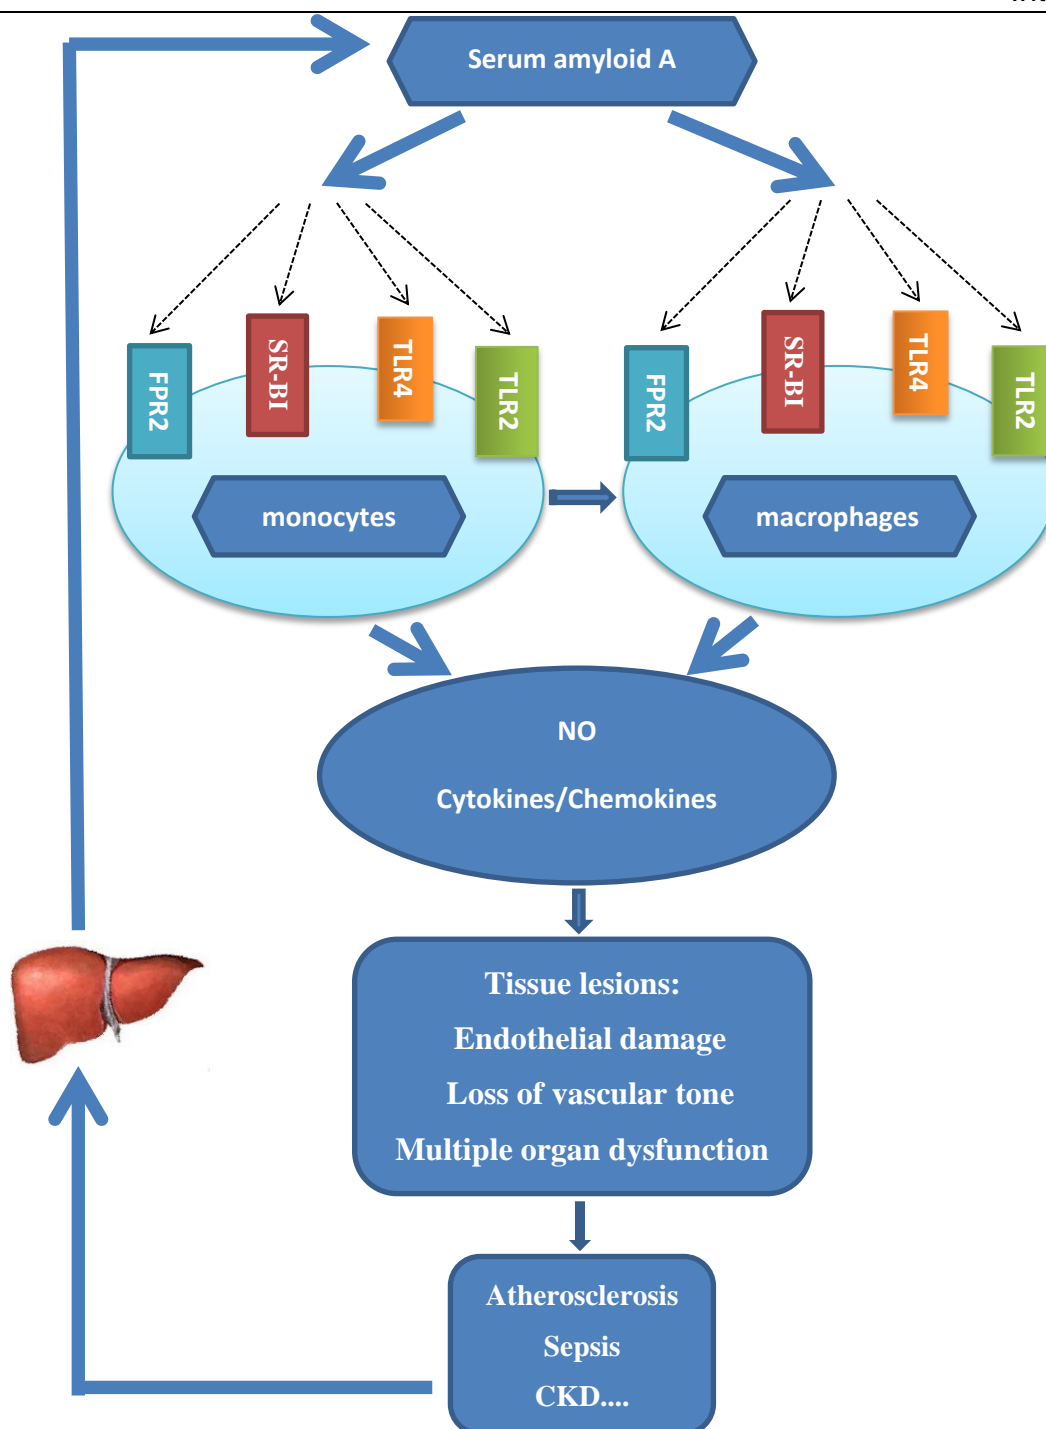 Serum amyloid A
FPR2
SR-BI
TLR4
TLR2
FPR2
SR-BI
TLR4
TLR2
monocytes
macrophages
NO
Cytokines/Chemokines
Tissue lesions:
Endothelial damage
Loss of vascular tone
Multiple organ dysfunction
Atherosclerosis
Sepsis
CKD....